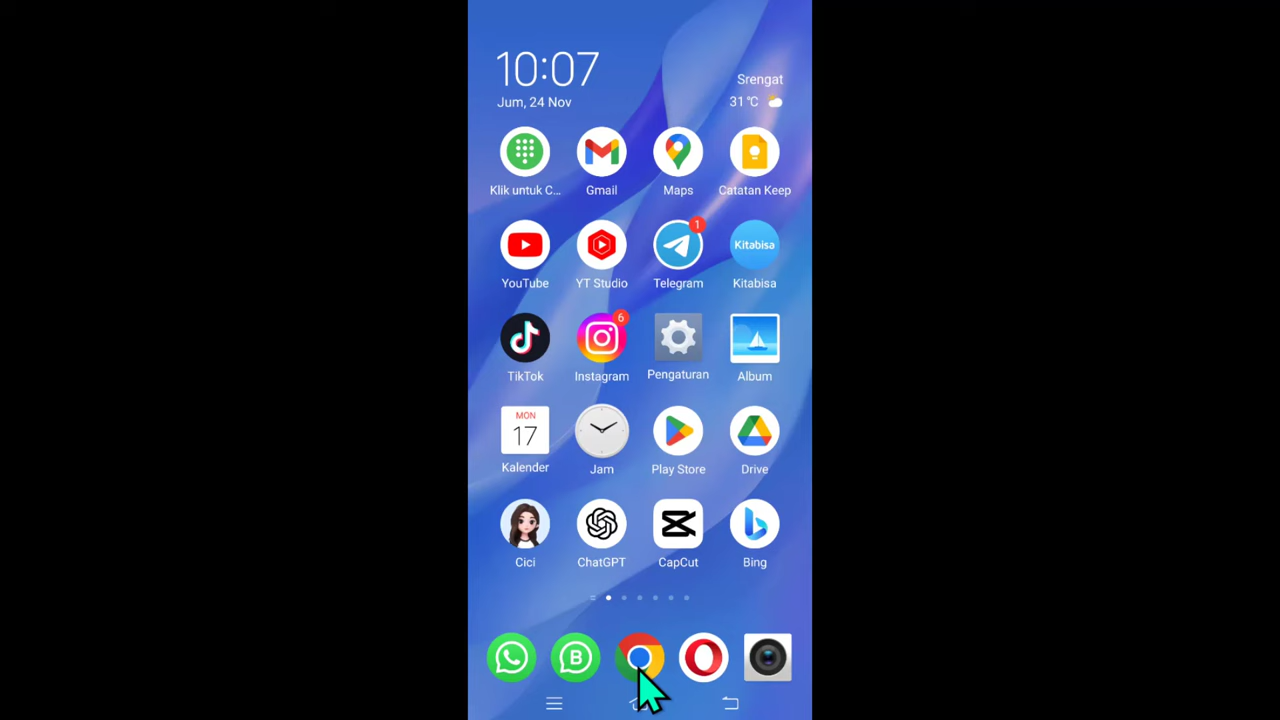 10:07
Jum, 24 Nov
Srengat
31 °C
Klik untuk C...
Gmail
Maps
Catatan Keep
1
Kitabisa
YouTube
YT Studio
Telegram
Kitabisa
6
TikTok
Instagram
Pengaturan
Album
MON
17
Kalender
Jam
Play Store
Drive
Cici
ChatGPT
CapCut
Bing
B